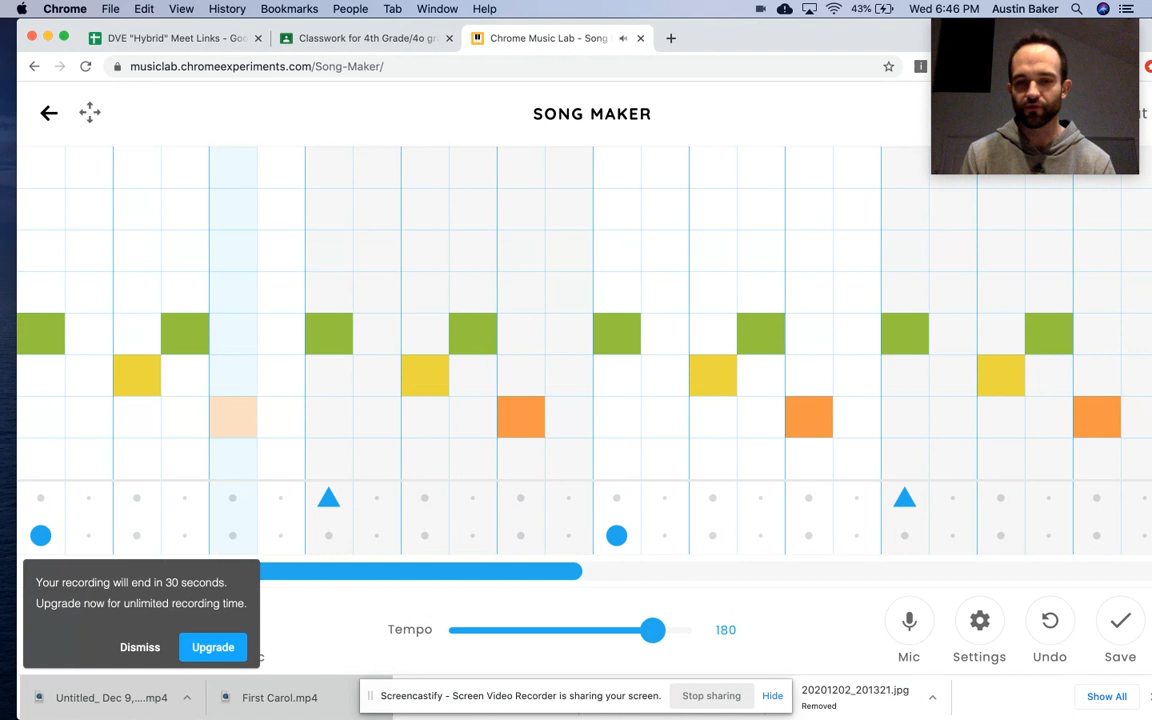 Chrome File Edit View History Bookmarks People Tab Window Help 43% Wed 6:46 PM Austin Baker
DVE "Hybrid" Meet Links - Goo
Classwork for 4th Grade/4o gra
Chrome Music Lab - Song
musiclab.chromeexperiments.com/Song-Maker/
SONG MAKER
Your recording will end in 30 seconds.
Upgrade now for unlimited recording time.
Dismiss Upgrade
Tempo 180
Mic Settings Undo Save
Untitled_ Dec 9,....mp4
First Carol.mp4
Screencastify - Screen Video Recorder is sharing your screen. Stop sharing Hide
20201202_201321.jpg
Removed
Show All